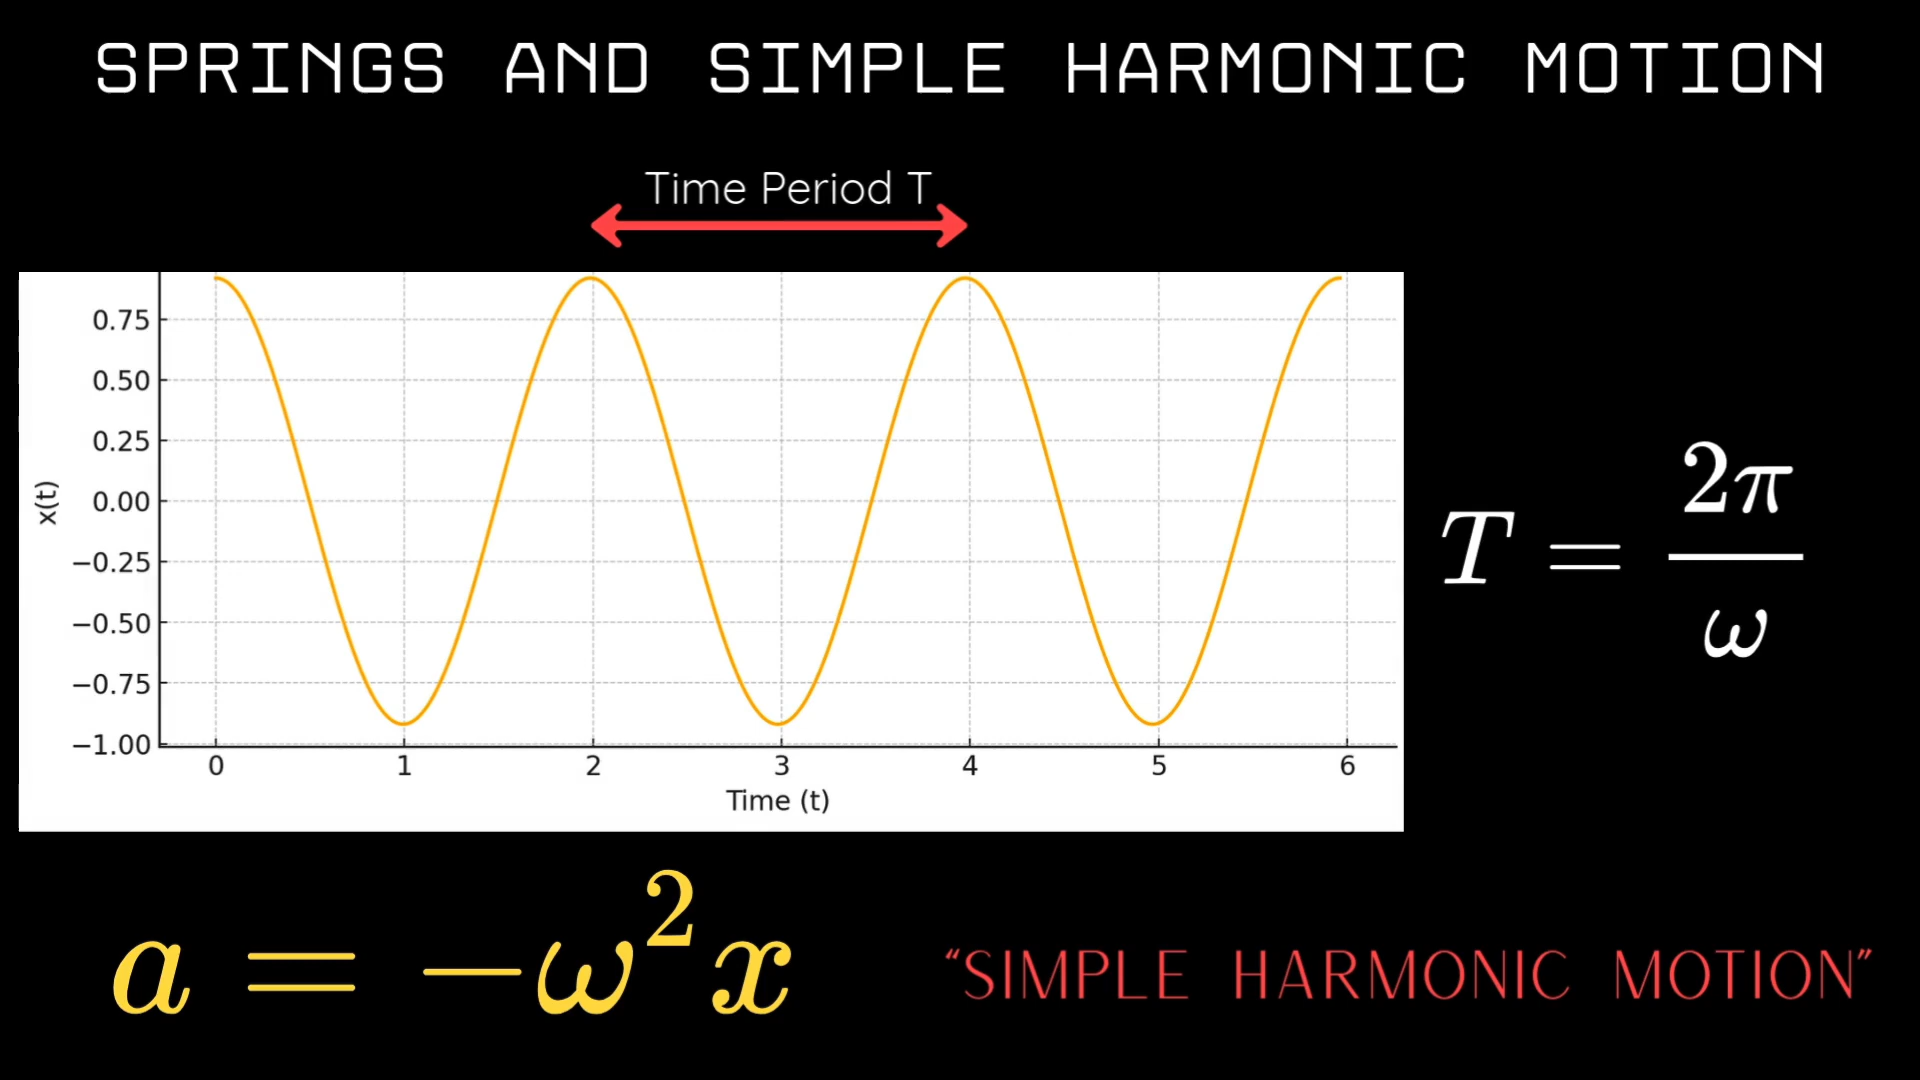 SPRINGS AND SIMPLE HARMONIC MOTION
Time Period T
0.75
0.50
0.25
0.00
−0.25
−0.50
−0.75
−1.00
x(t)
0 1 2 3 4 5 6
Time (t)
T = 2π/ω
a = −ω²x
“SIMPLE HARMONIC MOTION”